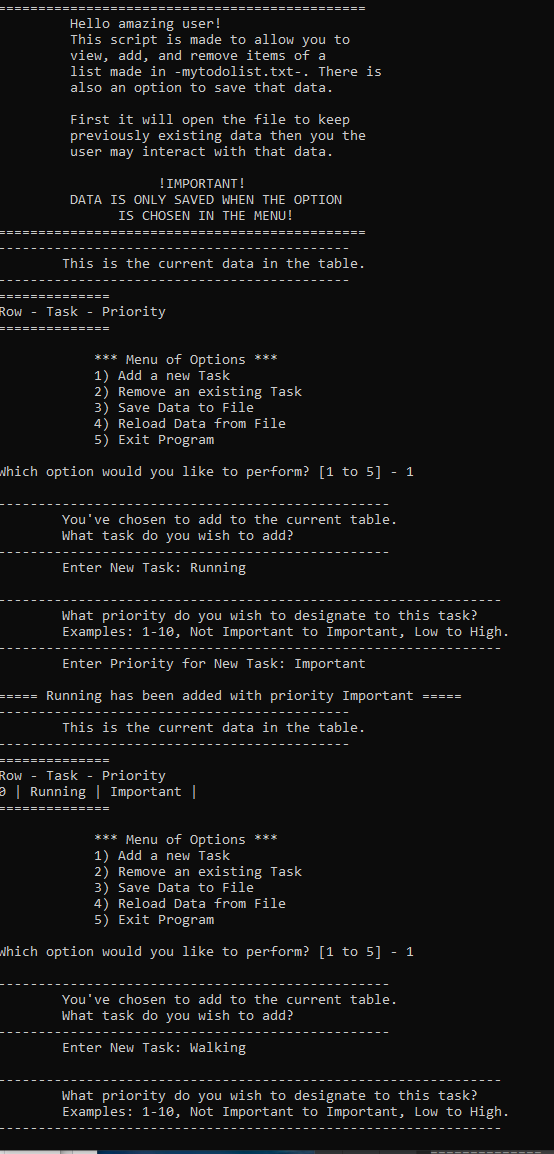 ===============================================
Hello amazing user!
This script is made to allow you to
view, add, and remove items of a
list made in -mytodolist.txt-. There is
also an option to save that data.
First it will open the file to keep
previously existing data then you the
user may interact with that data.
!IMPORTANT!
DATA IS ONLY SAVED WHEN THE OPTION
IS CHOSEN IN THE MENU!
===============================================
---------------------------------------------
This is the current data in the table.
---------------------------------------------
==============
Row - Task - Priority
==============
*** Menu of Options ***
1) Add a new Task
2) Remove an existing Task
3) Save Data to File
4) Reload Data from File
5) Exit Program
Which option would you like to perform? [1 to 5] - 1
--------------------------------------------------
You've chosen to add to the current table.
What task do you wish to add?
--------------------------------------------------
Enter New Task: Running
----------------------------------------------------------------
What priority do you wish to designate to this task?
Examples: 1-10, Not Important to Important, Low to High.
----------------------------------------------------------------
Enter Priority for New Task: Important
===== Running has been added with priority Important =====
---------------------------------------------
This is the current data in the table.
---------------------------------------------
==============
Row - Task - Priority
0 | Running | Important |
==============
*** Menu of Options ***
1) Add a new Task
2) Remove an existing Task
3) Save Data to File
4) Reload Data from File
5) Exit Program
Which option would you like to perform? [1 to 5] - 1
--------------------------------------------------
You've chosen to add to the current table.
What task do you wish to add?
--------------------------------------------------
Enter New Task: Walking
----------------------------------------------------------------
What priority do you wish to designate to this task?
Examples: 1-10, Not Important to Important, Low to High.
----------------------------------------------------------------